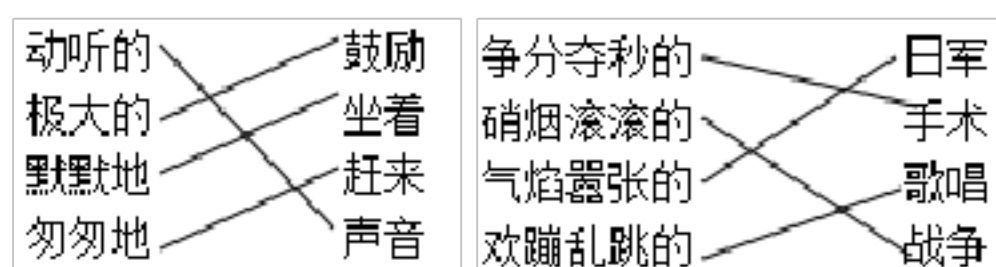 动听的 鼓励
极大的 坐着
默默地 赶来
匆匆地 声音
争分夺秒的 日军
硝烟滚滚的 手术
气焰嚣张的 歌唱
欢蹦乱跳的 战争